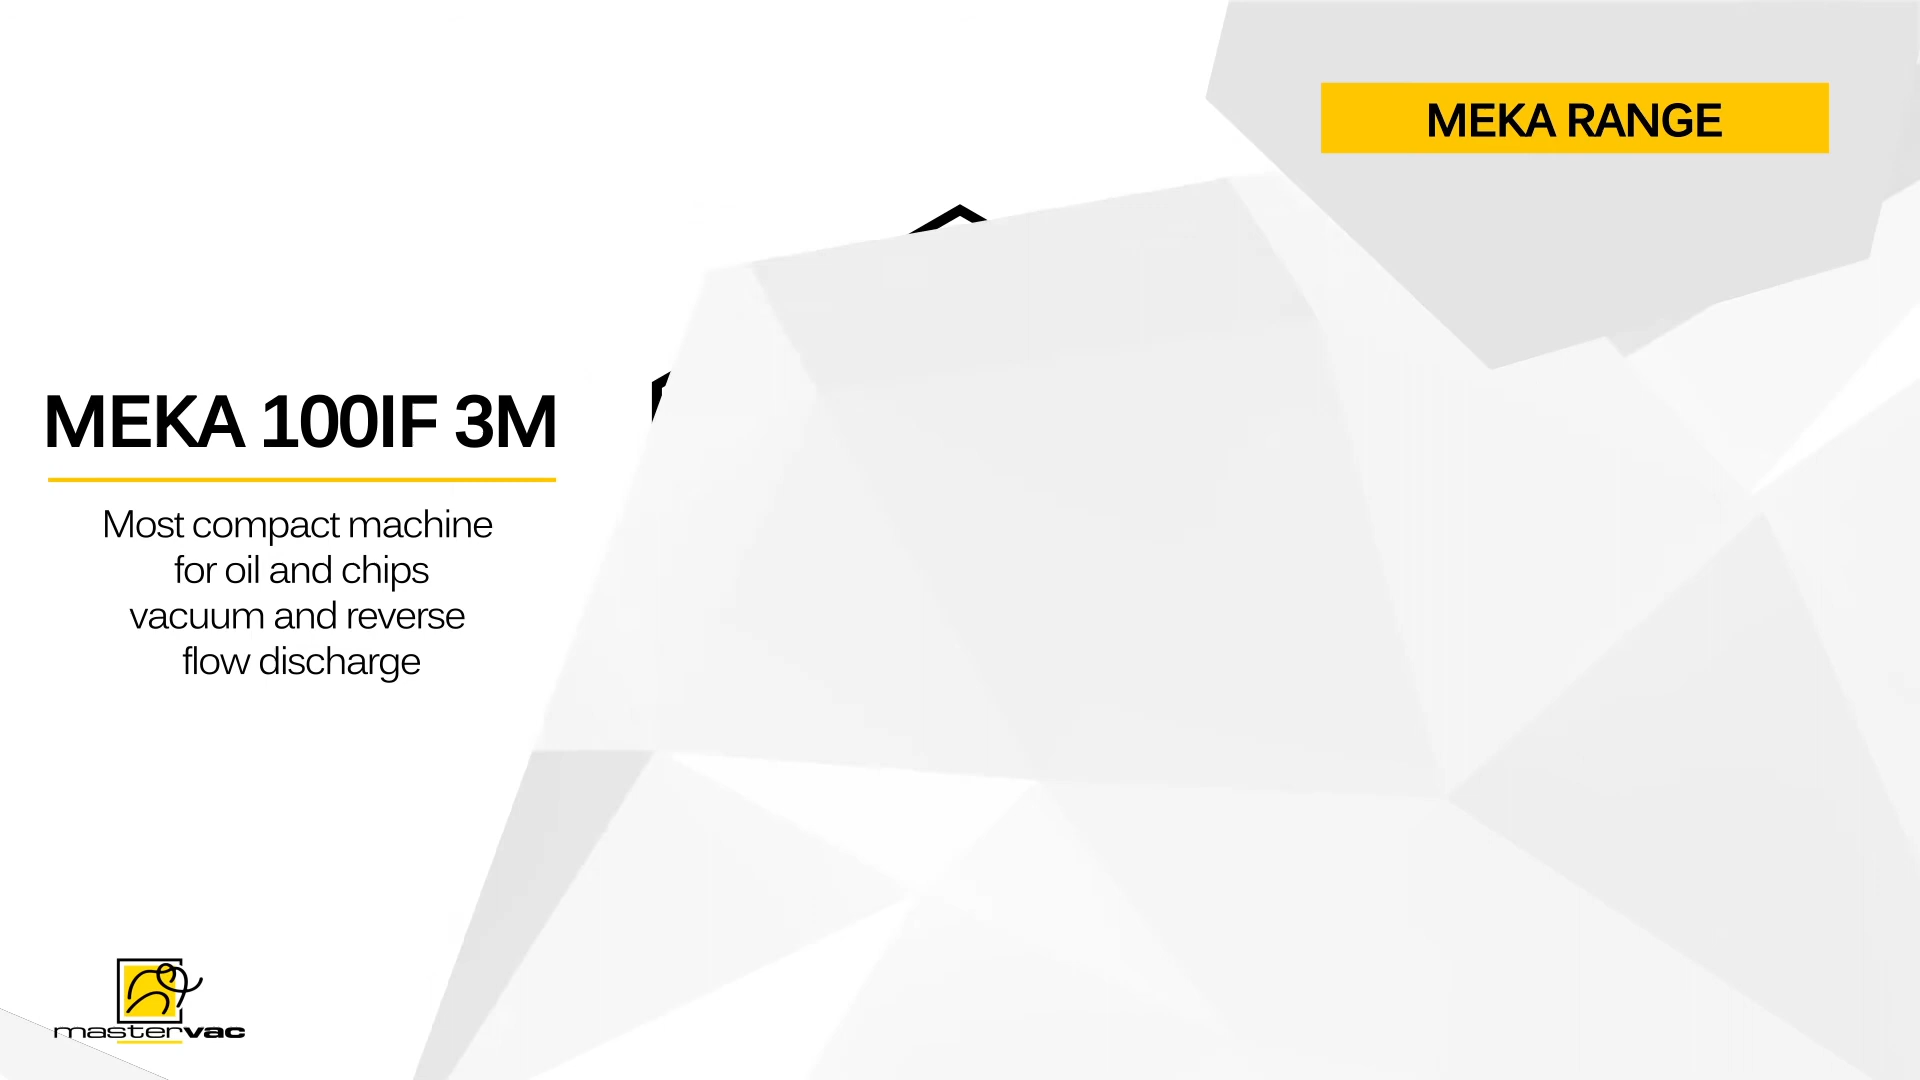 MEKA RANGE
MEKA 100IF 3M
Most compact machine
for oil and chips
vacuum and reverse
flow discharge
mastervac